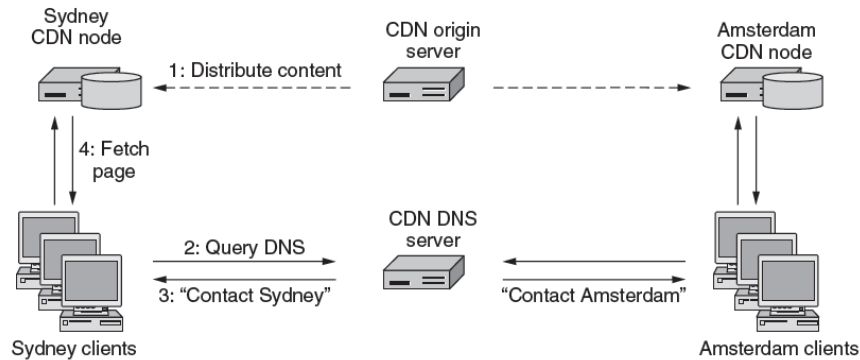 Sydney
CDN node
CDN origin
server
Amsterdam
CDN node
1: Distribute content
4: Fetch
page
CDN DNS
server
2: Query DNS
3: “Contact Sydney”
“Contact Amsterdam”
Sydney clients
Amsterdam clients